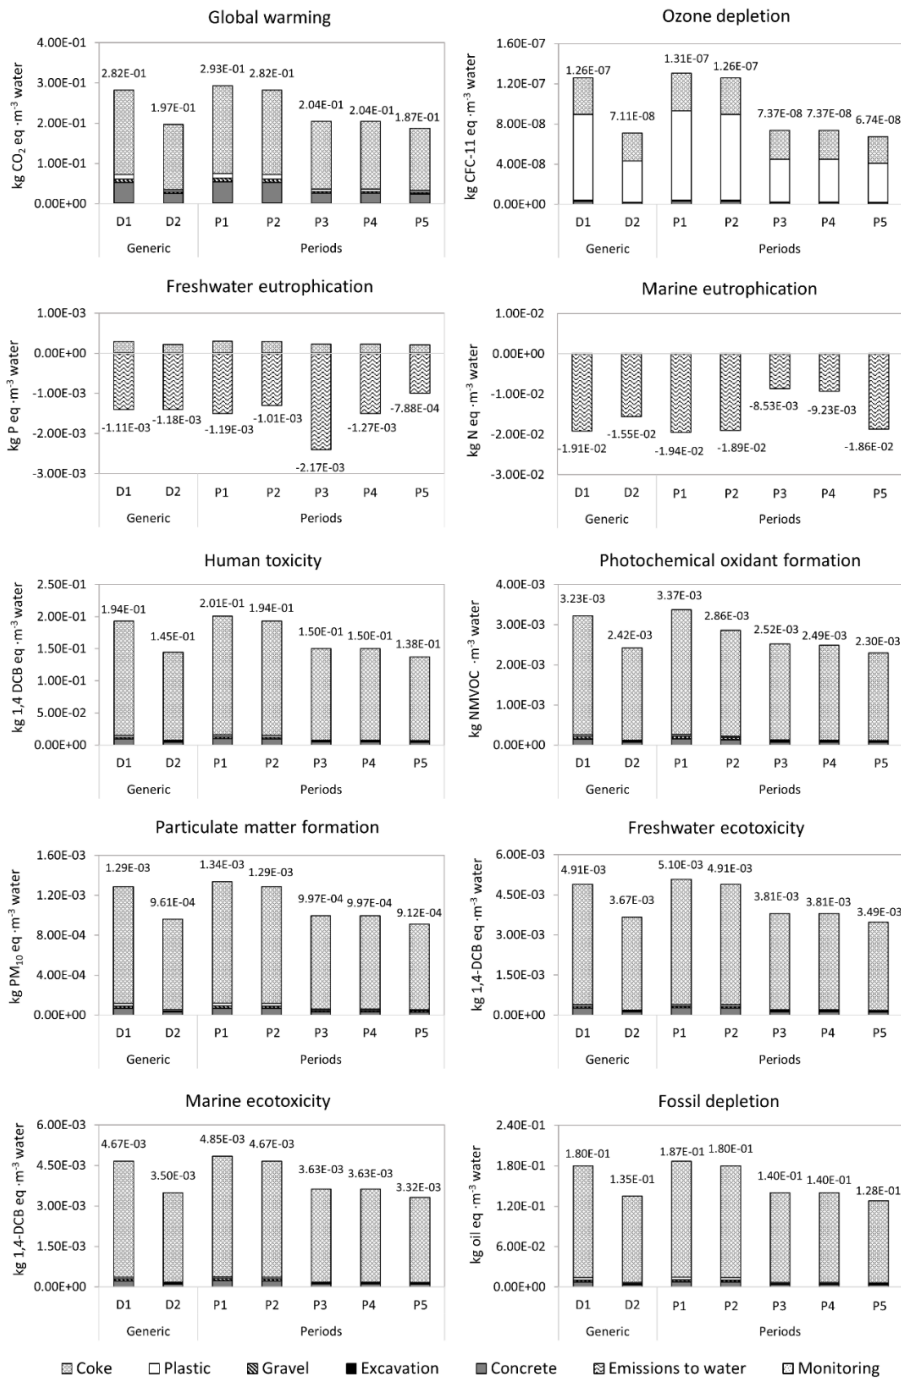 Global warming
kg CO₂ eq ·m⁻³ water
4.00E-01
3.00E-01
2.00E-01
1.00E-01
0.00E+00
2.82E-01
1.97E-01
2.93E-01
2.82E-01
2.04E-01
2.04E-01
1.87E-01
D1 D2 P1 P2 P3 P4 P5
Generic Periods
Ozone depletion
kg CFC-11 eq ·m⁻³ water
1.60E-07
1.20E-07
8.00E-08
4.00E-08
0.00E+00
1.26E-07
7.11E-08
1.31E-07
1.26E-07
7.37E-08
7.37E-08
6.74E-08
D1 D2 P1 P2 P3 P4 P5
Generic Periods
Freshwater eutrophication
kg P eq ·m⁻³ water
1.00E-03
0.00E+00
-1.00E-03
-2.00E-03
-3.00E-03
-1.11E-03
-1.18E-03
-1.19E-03
-1.01E-03
-2.17E-03
-1.27E-03
-7.88E-04
D1 D2 P1 P2 P3 P4 P5
Generic Periods
Marine eutrophication
kg N eq ·m⁻³ water
1.00E-02
0.00E+00
-1.00E-02
-2.00E-02
-3.00E-02
-1.91E-02
-1.55E-02
-1.94E-02
-1.89E-02
-8.53E-03
-9.23E-03
-1.86E-02
D1 D2 P1 P2 P3 P4 P5
Generic Periods
Human toxicity
kg 1,4 DCB eq ·m⁻³ water
2.50E-01
2.00E-01
1.50E-01
1.50E-01
5.00E-02
0.00E+00
1.94E-01
1.45E-01
2.01E-01
1.94E-01
1.50E-01
1.50E-01
1.38E-01
D1 D2 P1 P2 P3 P4 P5
Generic Periods
Photochemical oxidant formation
kg NMVOC ·m⁻³ water
4.00E-03
3.00E-03
2.00E-03
1.00E-03
0.00E+00
3.23E-03
2.42E-03
3.37E-03
2.86E-03
2.52E-03
2.49E-03
2.30E-03
D1 D2 P1 P2 P3 P4 P5
Generic Periods
Particulate matter formation
kg PM₁₀ eq ·m⁻³ water
1.60E-03
1.20E-03
8.00E-04
4.00E-04
0.00E+00
1.29E-03
9.61E-04
1.34E-03
1.29E-03
9.97E-04
9.97E-04
9.12E-04
D1 D2 P1 P2 P3 P4 P5
Generic Periods
Freshwater ecotoxicity
kg 1,4-DCB eq ·m⁻³ water
6.00E-03
4.50E-03
3.00E-03
1.50E-03
0.00E+00
4.91E-03
3.67E-03
5.10E-03
4.91E-03
3.81E-03
3.81E-03
3.49E-03
D1 D2 P1 P2 P3 P4 P5
Generic Periods
Marine ecotoxicity
kg 1,4-DCB eq ·m⁻³ water
6.00E-03
4.50E-03
3.00E-03
1.50E-03
0.00E+00
4.67E-03
3.50E-03
4.85E-03
4.67E-03
3.63E-03
3.63E-03
3.32E-03
D1 D2 P1 P2 P3 P4 P5
Generic Periods
Fossil depletion
kg oil eq ·m⁻³ water
2.40E-01
1.80E-01
1.20E-01
6.00E-02
0.00E+00
1.80E-01
1.35E-01
1.87E-01
1.80E-01
1.40E-01
1.40E-01
1.28E-01
D1 D2 P1 P2 P3 P4 P5
Generic Periods
Coke Plastic Gravel Excavation Concrete Emissions to water Monitoring